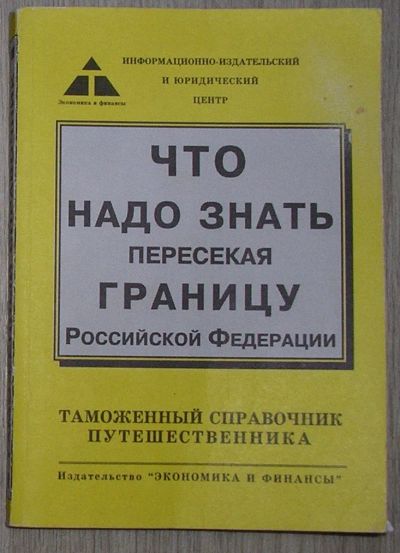 ИНФОРМАЦИОННО-ИЗДАТЕЛЬСКИЙ
И ЮРИДИЧЕСКИЙ
ЦЕНТР
Экономика и финансы
ЧТО
НАДО ЗНАТЬ
ПЕРЕСЕКАЯ
ГРАНИЦУ
РОССИЙСКОЙ ФЕДЕРАЦИИ
ТАМОЖЕННЫЙ СПРАВОЧНИК
ПУТЕШЕСТВЕННИКА
Издательство "ЭКОНОМИКА И ФИНАНСЫ"